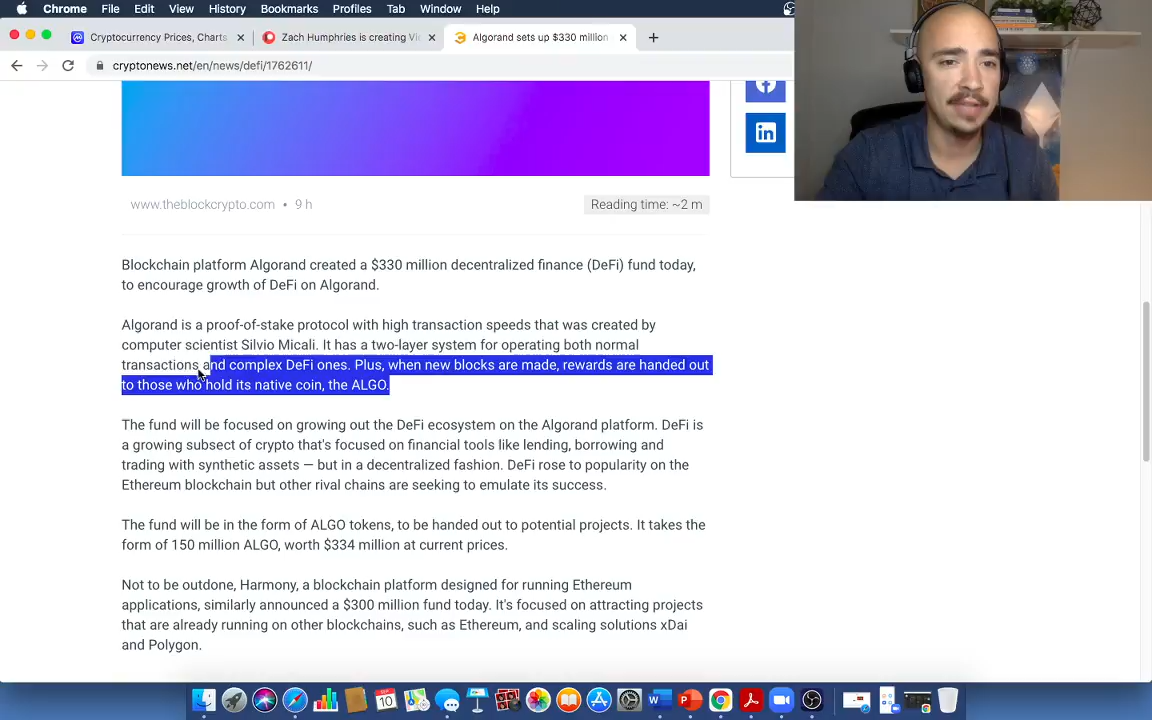 Chrome File Edit View History Bookmarks Profiles Tab Window Help
Cryptocurrency Prices, Charts
Zach Humphries is creating Vi
Algorand sets up $330 million
cryptonews.net/en/news/defi/1762611/
www.theblockcrypto.com • 9 h
Reading time: ~2 m
Blockchain platform Algorand created a $330 million decentralized finance (DeFi) fund today,
to encourage growth of DeFi on Algorand.
Algorand is a proof-of-stake protocol with high transaction speeds that was created by
computer scientist Silvio Micali. It has a two-layer system for operating both normal
transactions and complex DeFi ones. Plus, when new blocks are made, rewards are handed out
to those who hold its native coin, the ALGO.
The fund will be focused on growing out the DeFi ecosystem on the Algorand platform. DeFi is
a growing subset of crypto that's focused on financial tools like lending, borrowing and
trading with synthetic assets — but in a decentralized fashion. DeFi rose to popularity on the
Ethereum blockchain but other rival chains are seeking to emulate its success.
The fund will be in the form of ALGO tokens, to be handed out to potential projects. It takes the
form of 150 million ALGO, worth $334 million at current prices.
Not to be outdone, Harmony, a blockchain platform designed for running Ethereum
applications, similarly announced a $300 million fund today. It's focused on attracting projects
that are already running on other blockchains, such as Ethereum, and scaling solutions xDai
and Polygon.
10